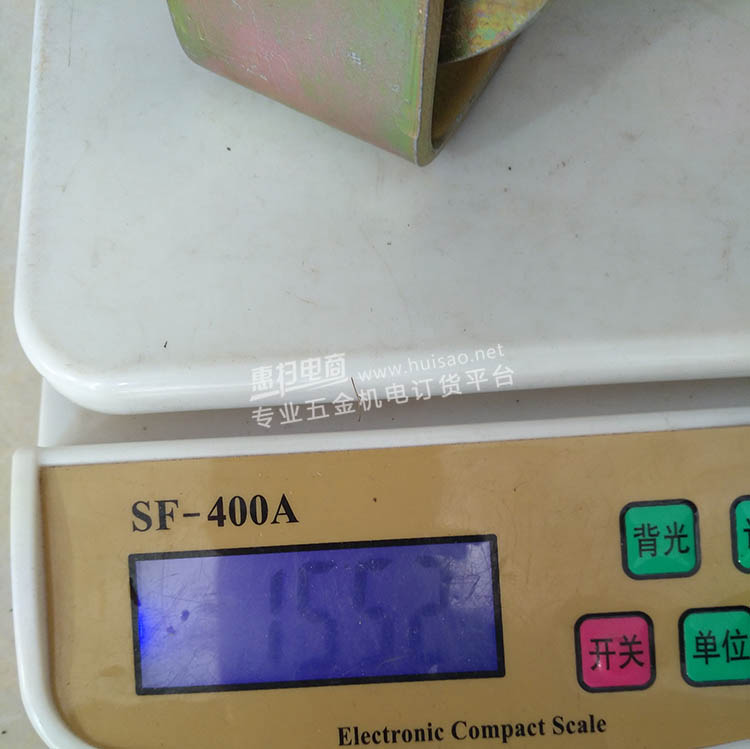 惠扫电商 www.huisao.net
专业五金机电订货平台
SF-400A
背光
1552
开关 单位
Electronic Compact Scale